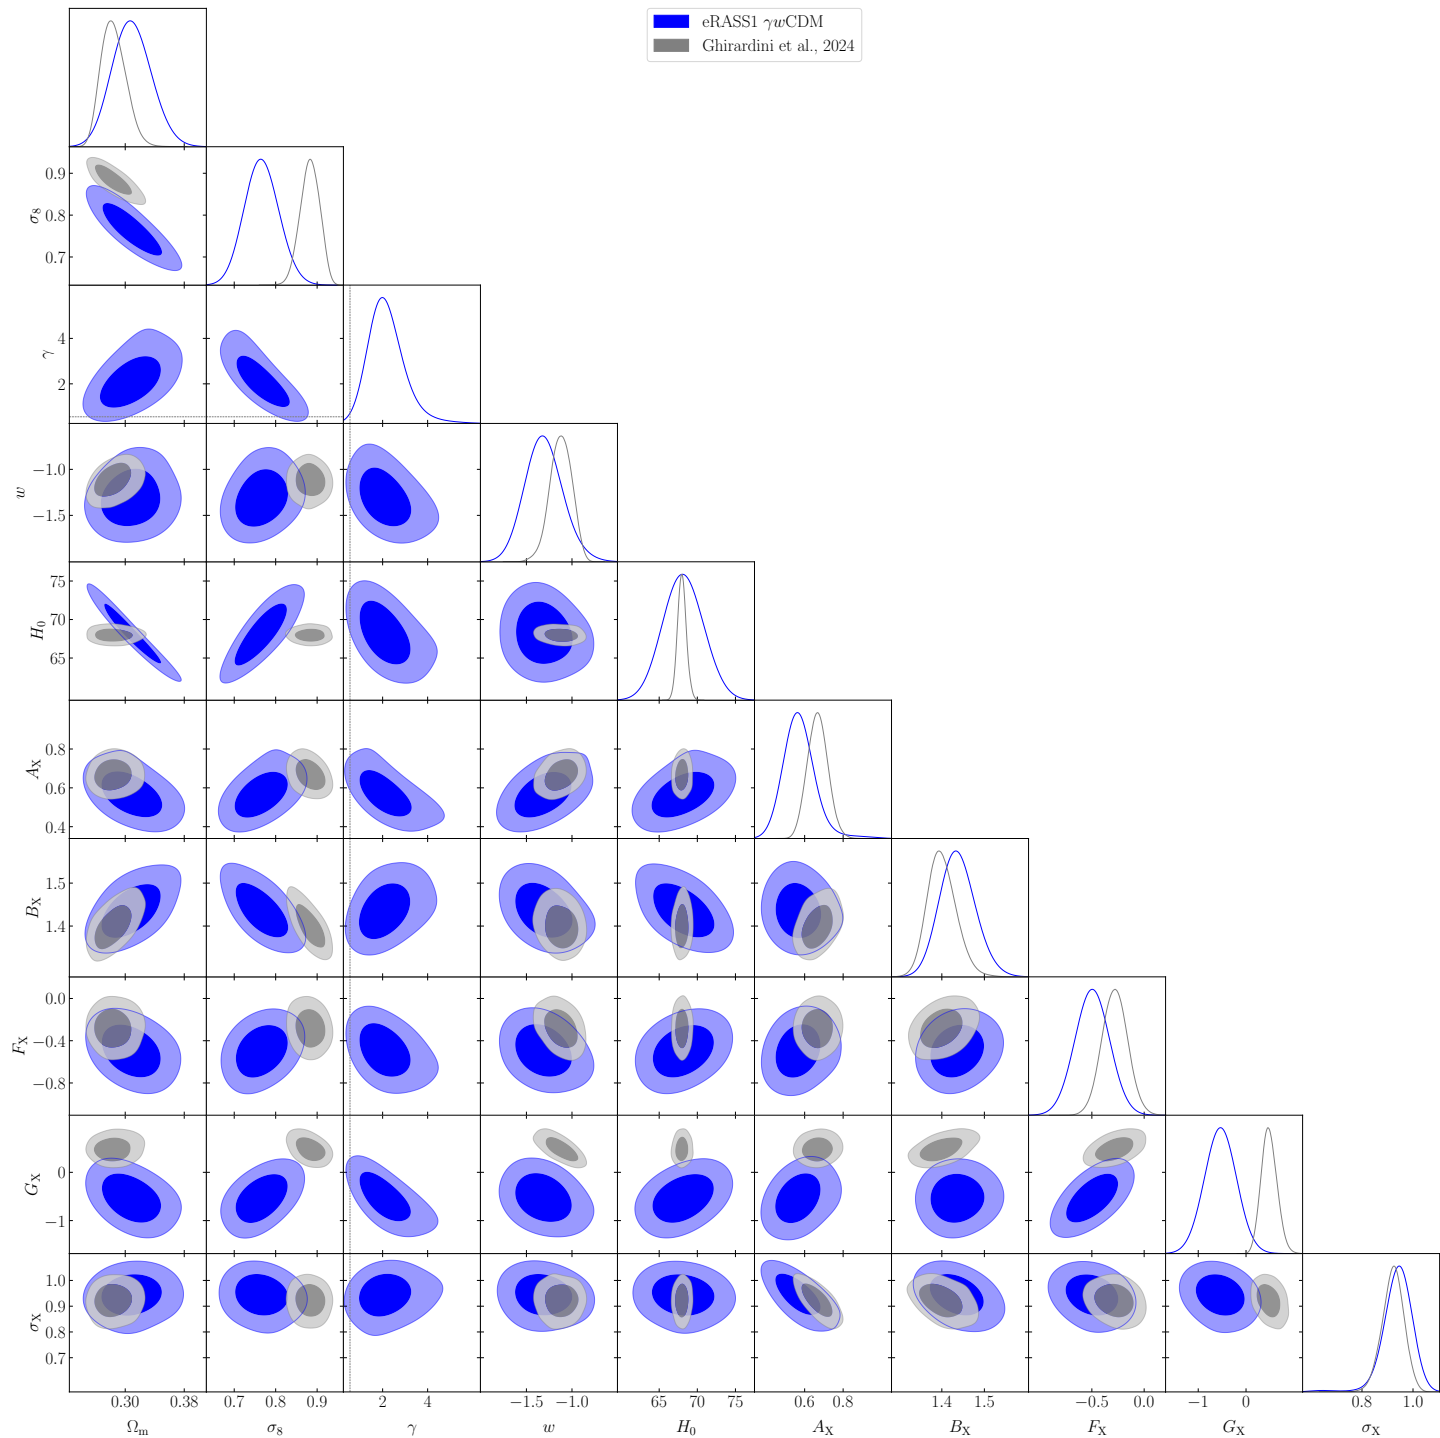 eRASS1 γwCDM
Ghirardini et al., 2024
0.9
0.8
0.7
σ8
4
2
γ
−1.0
−1.5
w
75
70
65
H0
0.8
0.6
0.4
AX
1.5
1.4
BX
0.0
−0.4
−0.8
FX
0
−1
GX
1.0
0.9
0.8
0.7
σX
0.30 0.38 0.7 0.8 0.9 2 4 −1.5 −1.0 65 70 75 0.6 0.8 1.4 1.5 −0.5 0.0 −1 0 0.8 1.0
Ωm σ8 γ w H0 AX BX FX GX σX